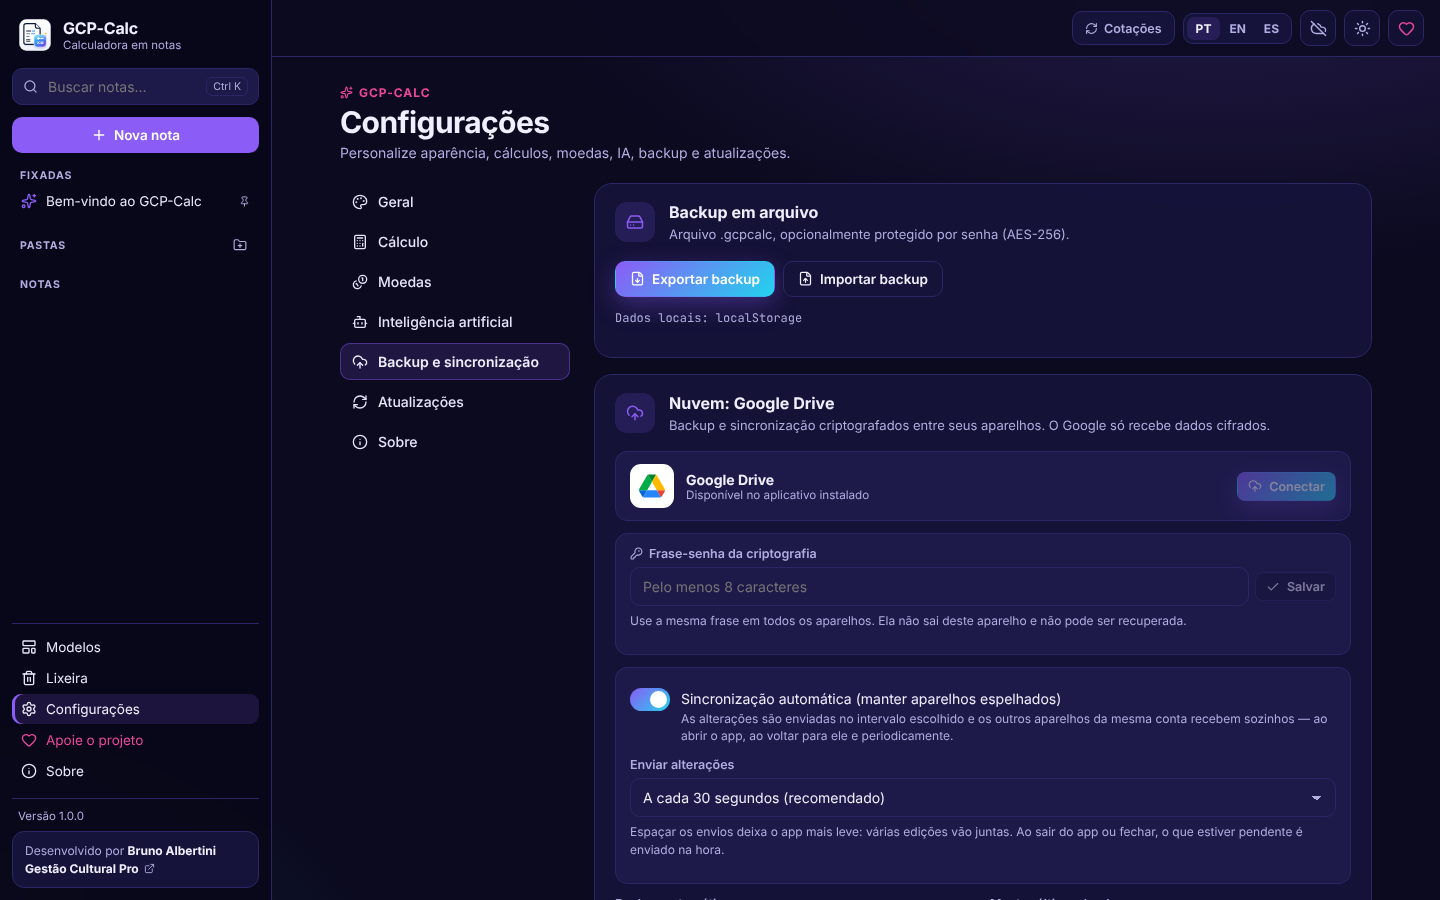 GCP-Calc
Calculadora em notas
Buscar notas...
Ctrl K
Nova nota
FIXADAS
Bem-vindo ao GCP-Calc
PASTAS
NOTAS
Modelos
Lixeira
Configurações
Apoie o projeto
Sobre
Versão 1.0.0
Desenvolvido por Bruno Albertini
Gestão Cultural Pro
Cotações
PT EN ES
GCP-CALC
Configurações
Personalize aparência, cálculos, moedas, IA, backup e atualizações.
Geral
Cálculo
Moedas
Inteligência artificial
Backup e sincronização
Atualizações
Sobre
Backup em arquivo
Arquivo .gcpcalc, opcionalmente protegido por senha (AES-256).
Exportar backup
Importar backup
Dados locais: localStorage
Nuvem: Google Drive
Backup e sincronização criptografados entre seus aparelhos. O Google só recebe dados cifrados.
Google Drive
Disponível no aplicativo instalado
Conectar
Frase-senha da criptografia
Pelo menos 8 caracteres
Salvar
Use a mesma frase em todos os aparelhos. Ela não sai deste aparelho e não pode ser recuperada.
Sincronização automática (manter aparelhos espelhados)
As alterações são enviadas no intervalo escolhido e os outros aparelhos da mesma conta recebem sozinhos — ao
abrir o app, ao voltar para ele e periodicamente.
Enviar alterações
A cada 30 segundos (recomendado)
Espaçar os envios deixa o app mais leve: várias edições vão juntas. Ao sair do app ou fechar, o que estiver pendente é
enviado na hora.